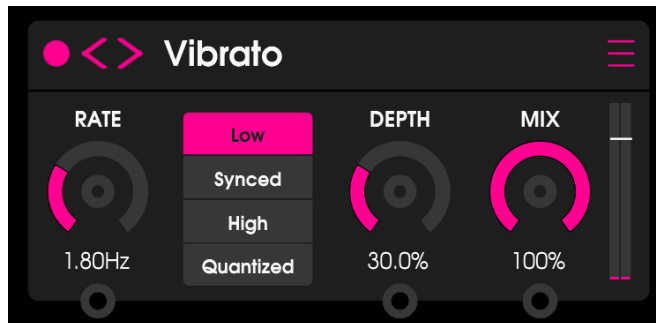 Vibrato
RATE
Low
Synced
High
Quantized
1.80Hz
DEPTH
30.0%
MIX
100%